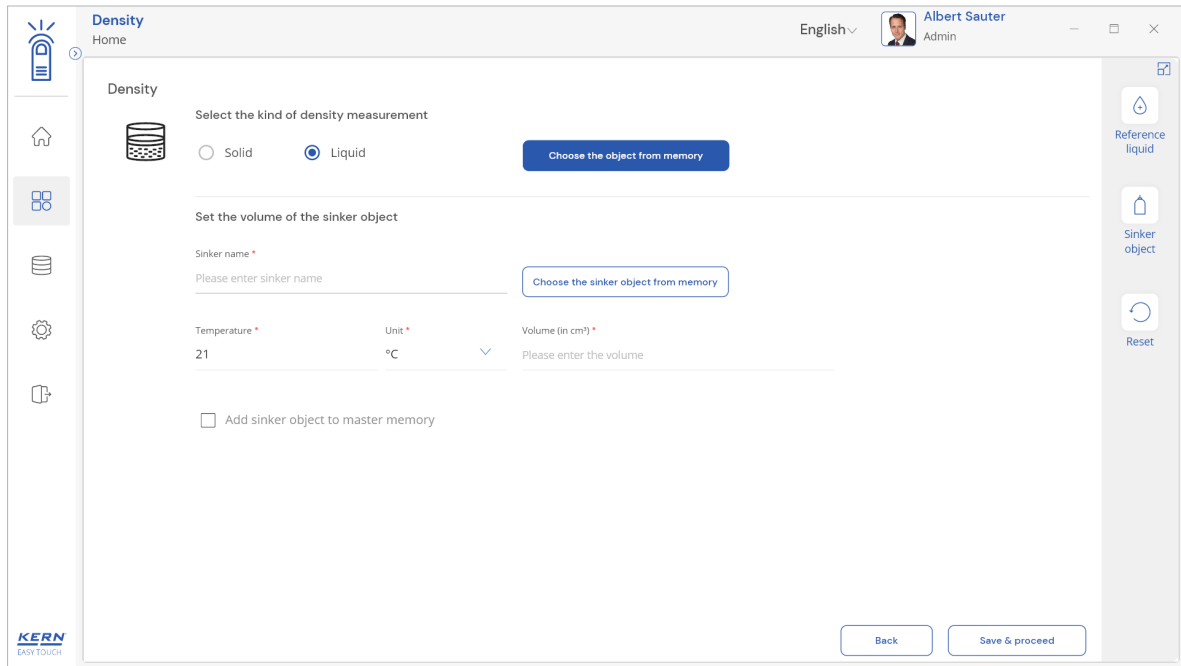 Density
Home
English
Albert Sauter
Admin
Density
Select the kind of density measurement
Solid
Liquid
Choose the object from memory
Set the volume of the sinker object
Sinker name *
Please enter sinker name
Choose the sinker object from memory
Temperature *
Unit *
Volume (in cm³) *
21
°C
Please enter the volume
Add sinker object to master memory
Back
Save & proceed
Reference
liquid
Sinker
object
Reset
KERN
EASY TOUCH